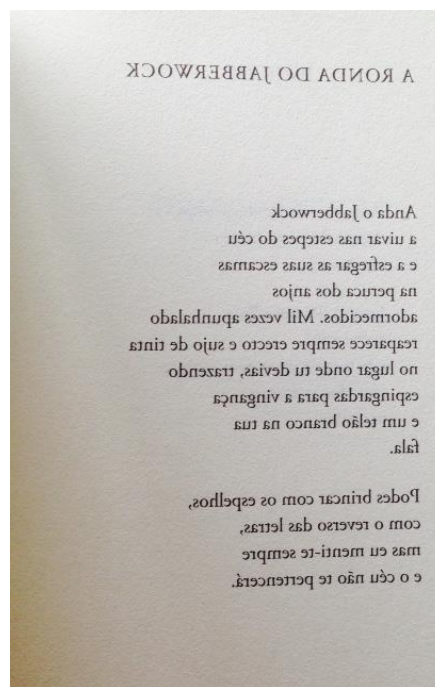 A RONDA DO JABBERWOCK
Anda o Jabberwock
a uivar nas estepes do céu
e a esfregar as suas escamas
na peruca dos anjos
adormecidos. Mil vezes apunhalado
reaparece sempre erecto e sujo de tinta
no lugar onde tu devias, trazendo
espingardas para a vingança
e um telão branco na tua
fala.
Podes brincar com os espelhos,
com o reverso das letras,
mas eu menti-te sempre
e o céu não te pertencerá.